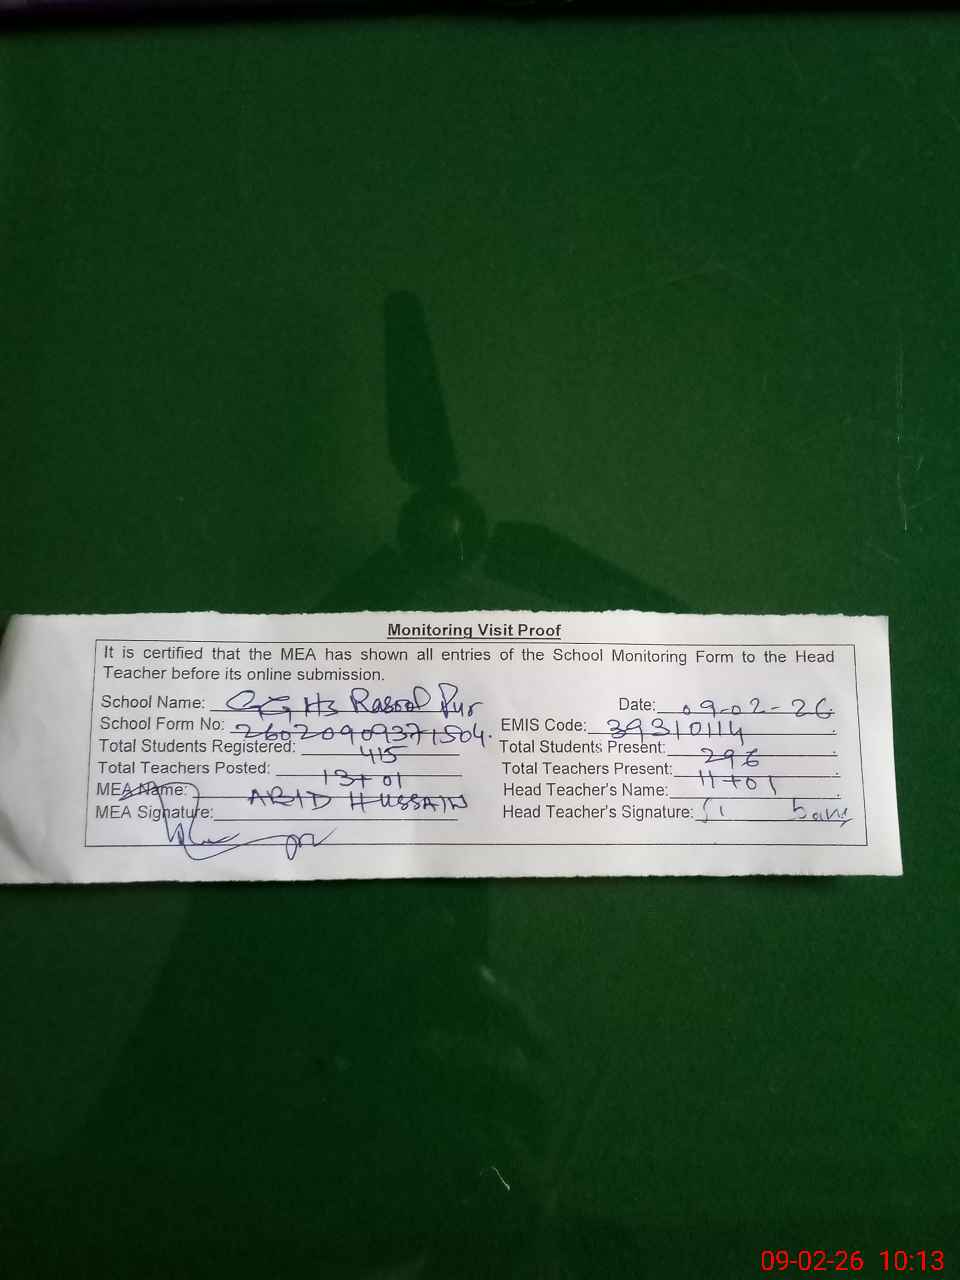 Monitoring Visit Proof
It is certified that the MEA has shown all entries of the School Monitoring Form to the Head
Teacher before its online submission.
School Name: GGHS Rasool Pur Date: 09-02-26
School Form No: 26020909371504. EMIS Code: 39310114
Total Students Registered: 415 Total Students Present: 296
Total Teachers Posted: 13+01 Total Teachers Present: 11+01
MEA Name: ABID HUSSAIN Head Teacher's Name:
MEA Signature: Head Teacher's Signature:
09-02-26 10:13